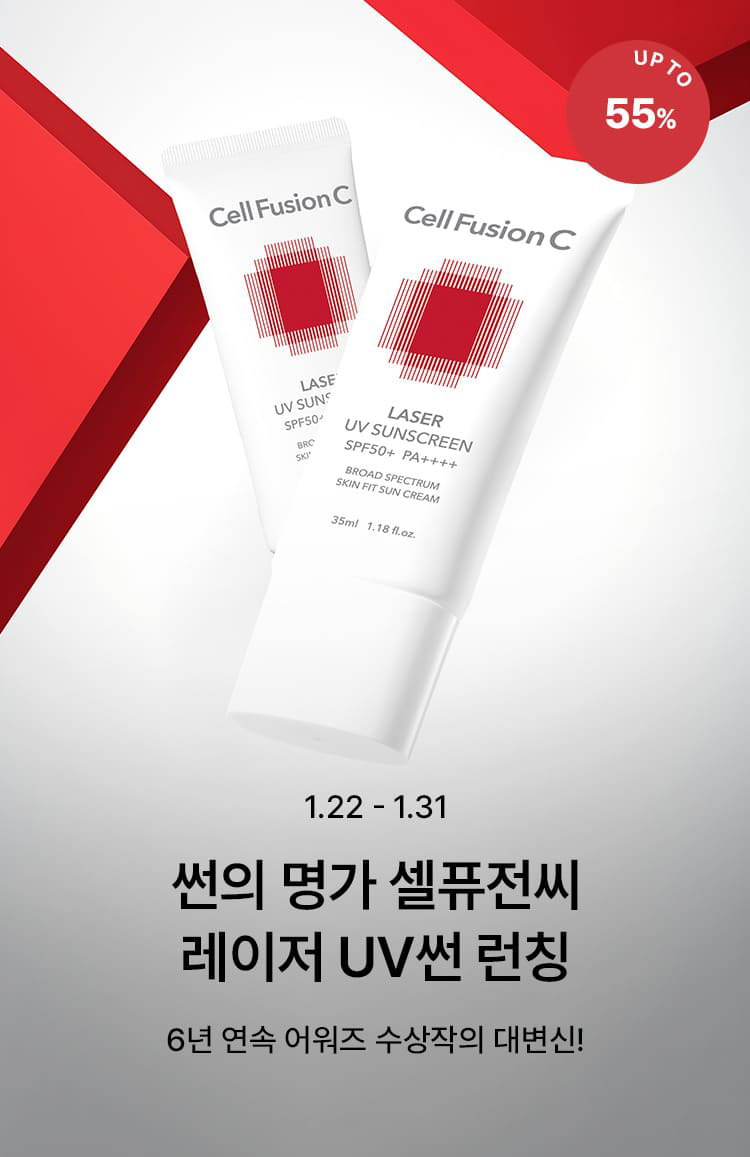 UP TO
55%
Cell Fusion C
LASE
UV SUNS
SPF50+
BRO
SKIN
Cell Fusion C
LASER
UV SUNSCREEN
SPF50+ PA++++
BROAD SPECTRUM
SKIN FIT SUN CREAM
35ml 1.18 fl.oz.
1.22 - 1.31
썬의 명가 셀퓨전씨
레이저 UV썬 런칭
6년 연속 어워즈 수상작의 대변신!